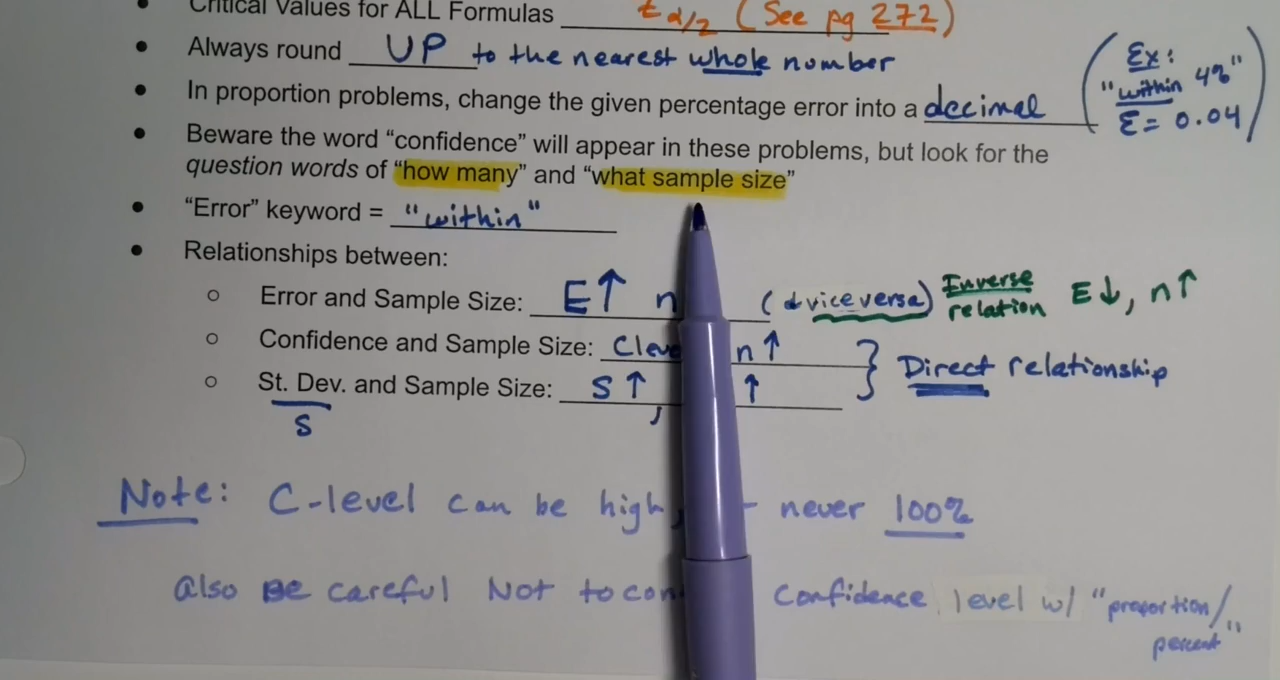 Critical Values for ALL Formulas tα/2 (See pg 272)
Always round UP to the nearest whole number
In proportion problems, change the given percentage error into a decimal
(Ex:
"within 4%"
E = 0.04)
Beware the word “confidence” will appear in these problems, but look for the
question words of “how many” and “what sample size”
“Error” keyword = "within"
Relationships between:
Error and Sample Size: E↑ n (& vice versa) Inverse relation E↓, n↑
Confidence and Sample Size: Cleve n↑
St. Dev. and Sample Size: S↑, ↑
} Direct relationship
S
Note: C-level can be high, never 100%
also Be careful Not to con confidence level w/ "proportion/
percent"